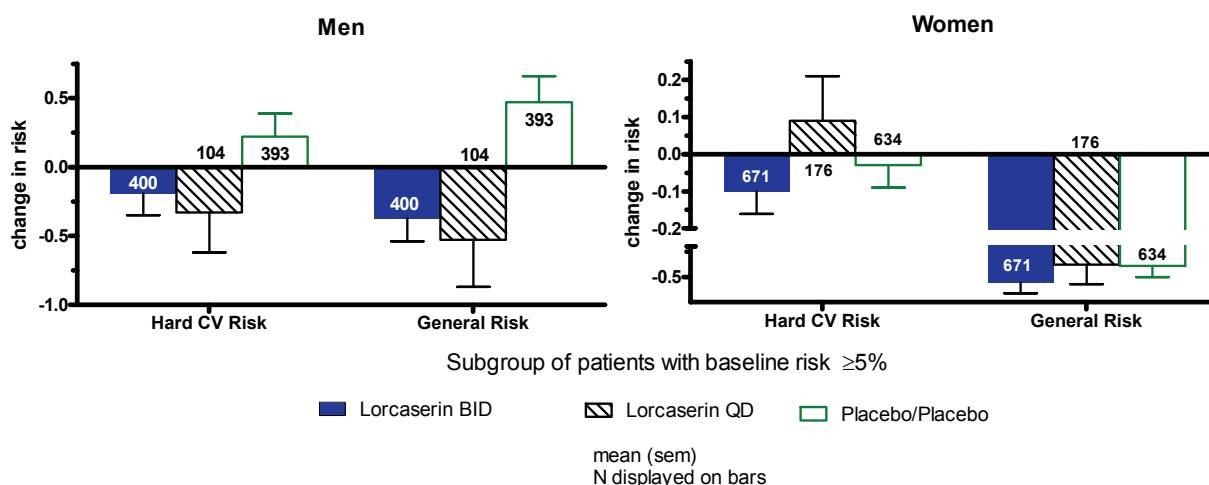 Men
change in risk
0.5
0.0
-0.5
-1.0
104
393
400
393
104
400
Hard CV Risk
General Risk
Women
change in risk
0.2
0.1
0.0
-0.1
-0.2
-0.5
634
671
176
176
671
634
Hard CV Risk
General Risk
Subgroup of patients with baseline risk ≥5%
Lorcaserin BID
Lorcaserin QD
Placebo/Placebo
mean (sem)
N displayed on bars